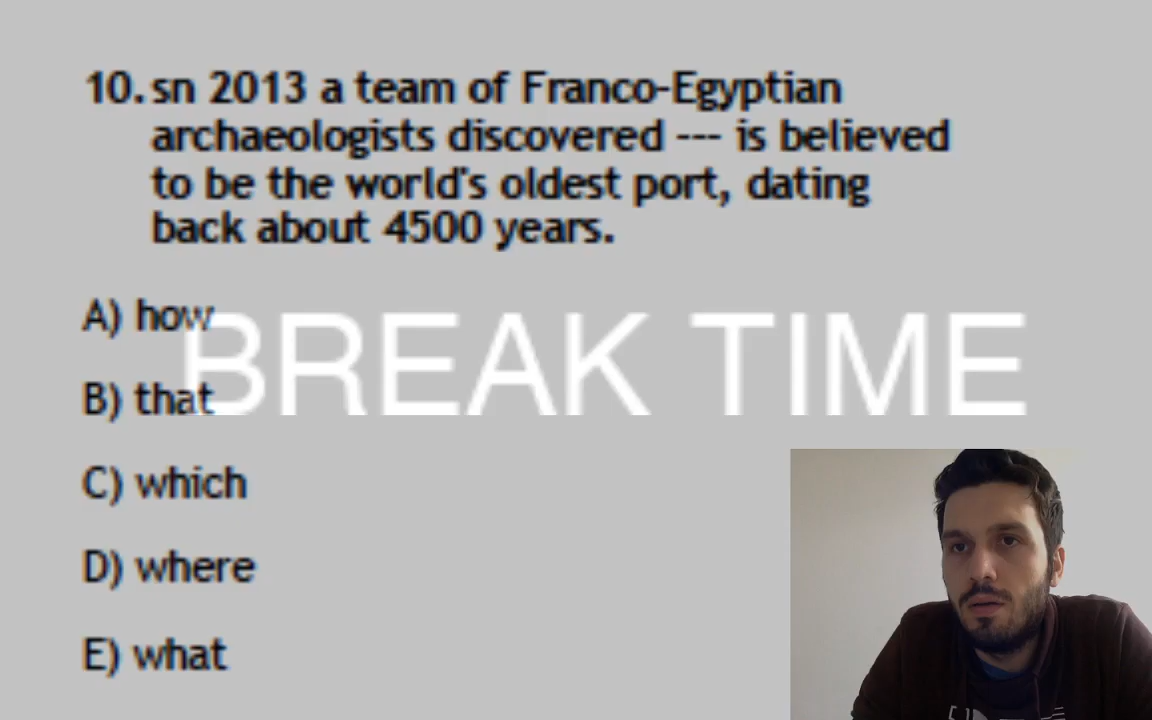 10. sn 2013 a team of Franco-Egyptian
archaeologists discovered --- is believed
to be the world's oldest port, dating
back about 4500 years.
A) how
BREAK TIME
B) that
C) which
D) where
E) what